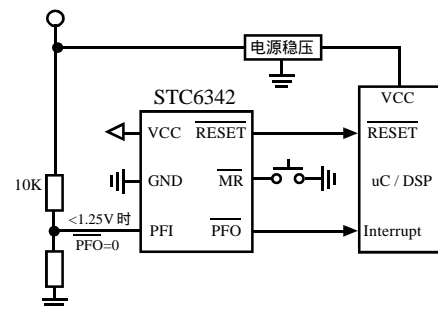 电源稳压
STC6342
VCC
VCC
RESET
RESET
10K
GND
MR
uC / DSP
<1.25V 时
PFO=0
PFI
PFO
Interrupt